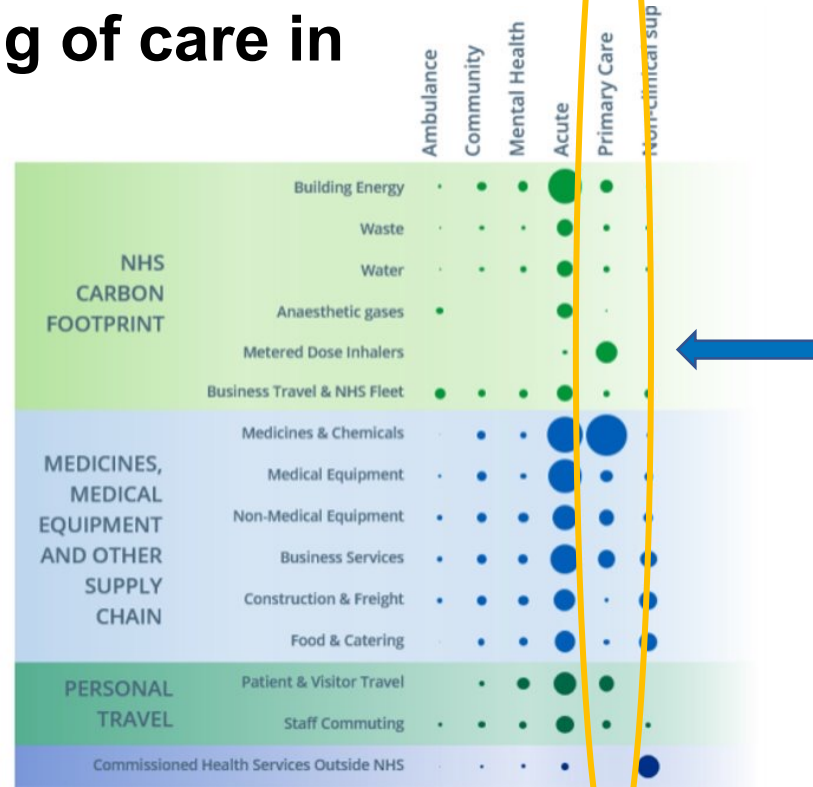 g of care in
Ambulance
Community
Mental Health
Acute
Primary Care
Non-clinical sup
NHS
CARBON
FOOTPRINT
Building Energy
Waste
Water
Anaesthetic gases
Metered Dose Inhalers
Business Travel & NHS Fleet
MEDICINES,
MEDICAL
EQUIPMENT
AND OTHER
SUPPLY
CHAIN
Medicines & Chemicals
Medical Equipment
Non-Medical Equipment
Business Services
Construction & Freight
Food & Catering
PERSONAL
TRAVEL
Patient & Visitor Travel
Staff Commuting
Commissioned Health Services Outside NHS